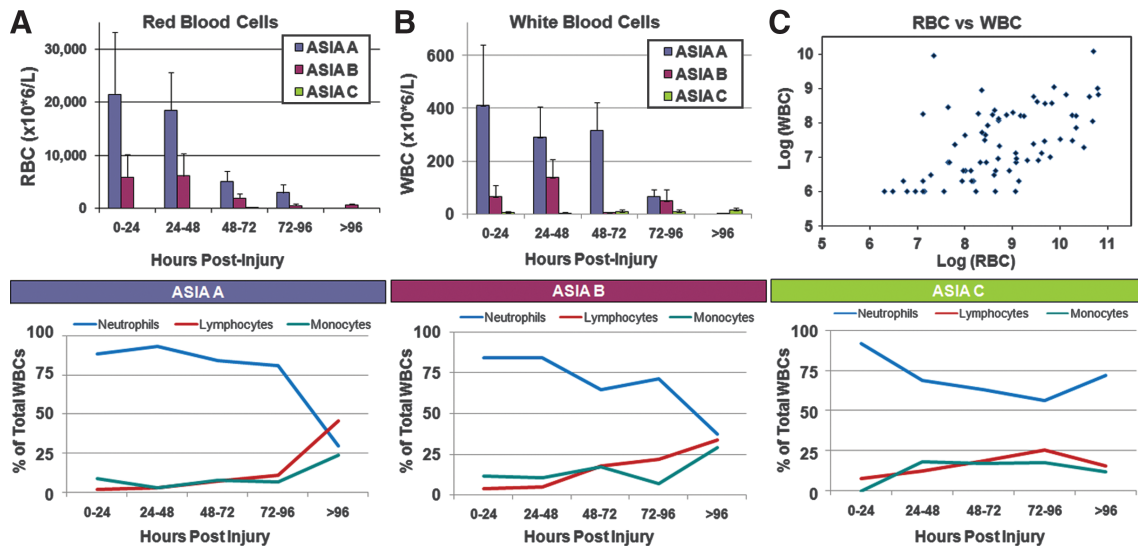 A
Red Blood Cells
RBC (x10*6/L)
30,000
20,000
10,000
0
ASIA A
ASIA B
ASIA C
0-24 24-48 48-72 72-96 >96
Hours Post-Injury
B
White Blood Cells
WBC (x10*6/L)
600
400
200
0
ASIA A
ASIA B
ASIA C
0-24 24-48 48-72 72-96 >96
Hours Post-Injury
C
RBC vs WBC
Log (WBC)
10
9
8
7
6
5
5 6 7 8 9 10 11
Log (RBC)
ASIA A
Neutrophils Lymphocytes Monocytes
% of Total WBCs
100
75
50
25
0
0-24 24-48 48-72 72-96 >96
Hours Post Injury
ASIA B
Neutrophils Lymphocytes Monocytes
% of Total WBCs
100
75
50
25
0
0-24 24-48 48-72 72-96 >96
Hours Post Injury
ASIA C
Neutrophils Lymphocytes Monocytes
% of Total WBCs
100
75
50
25
0
0-24 24-48 48-72 72-96 >96
Hours Post Injury